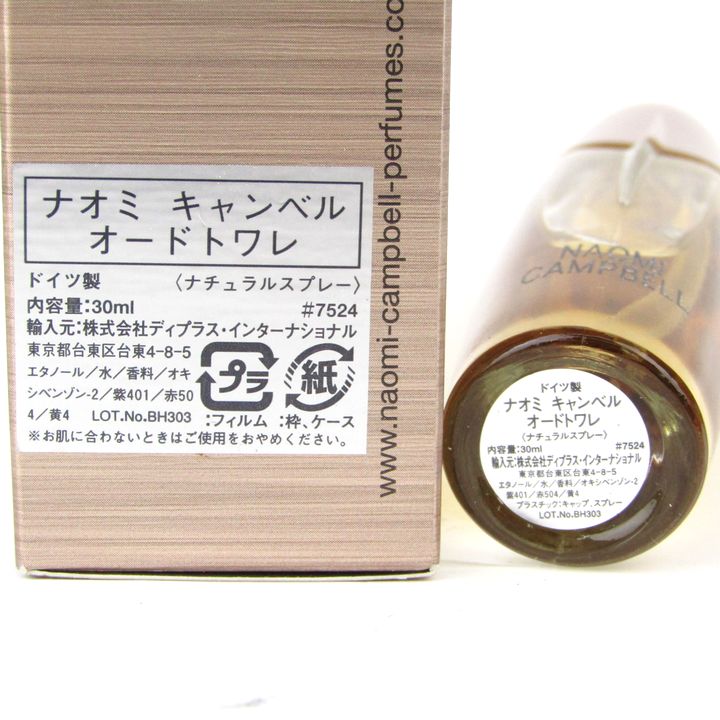 www.naomi-campbell-perfumes.com
ナオミ キャンベル
オードトワレ
ドイツ製 〈ナチュラルスプレー〉
内容量:30ml #7524
輸入元:株式会社ディプラス・インターナショナル
東京都台東区台東4-8-5
エタノール／水／香料／オキ
シベンゾン-2／紫401／赤50
4／黄4 LOT.No.BH303
プラ
:フィルム
紙
:枠、ケース
※お肌に合わないときはご使用をおやめください。
NAOMI
CAMPBELL
ドイツ製
ナオミ キャンベル
オードトワレ
〈ナチュラルスプレー〉
内容量:30ml #7524
輸入元:株式会社ディプラス・インターナショナル
東京都台東区台東4-8-5
エタノール／水／香料／オキシベンゾン-2
紫401／赤504／黄4
プラスチック:キャップ、スプレー
LOT.No.BH303